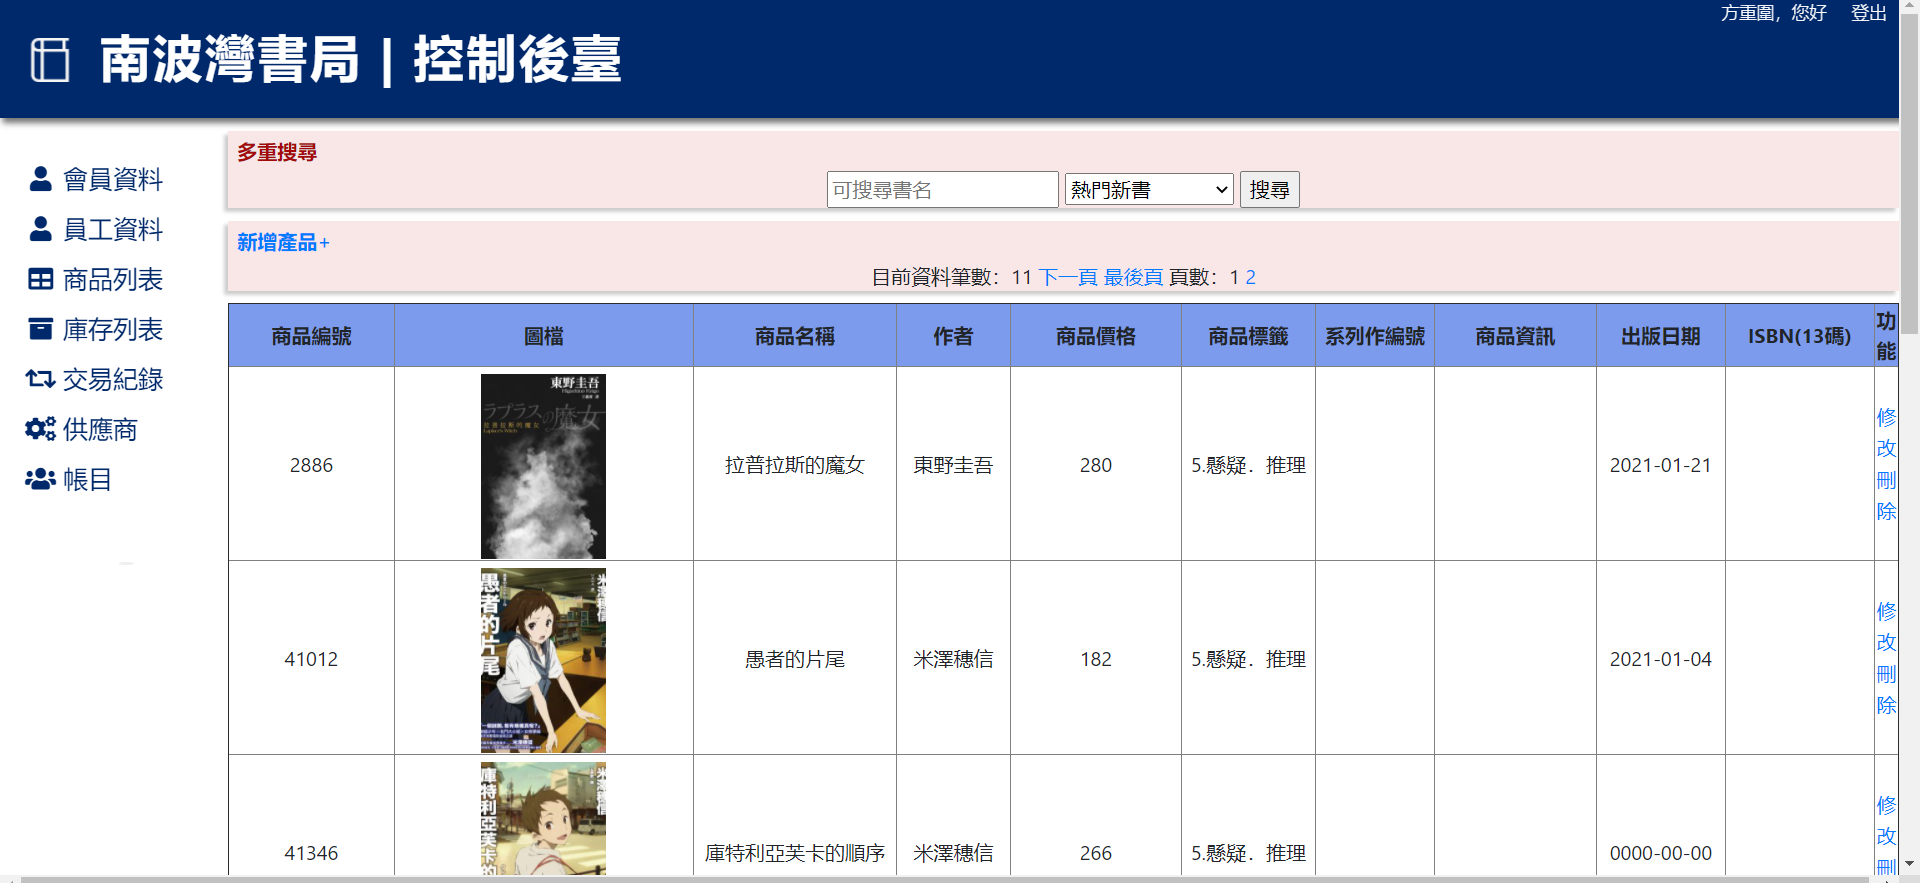 方重圍，您好 登出
南波灣書局 | 控制後臺
會員資料
員工資料
商品列表
庫存列表
交易紀錄
供應商
帳目
多重搜尋
可搜尋書名 熱門新書 搜尋
新增產品+
目前資料筆數：11 下一頁 最後頁 頁數：1 2
商品編號 圖檔 商品名稱 作者 商品價格 商品標籤 系列作編號 商品資訊 出版日期 ISBN(13碼) 功能
東野圭吾
ラプラスの魔女
拉普拉斯的魔女
2886 拉普拉斯的魔女 東野圭吾 280 5.懸疑．推理 2021-01-21 修改刪除
愚者的片尾
米澤穗信
41012 愚者的片尾 米澤穗信 182 5.懸疑．推理 2021-01-04 修改刪除
庫特利亞芙卡的
米澤穗信
41346 庫特利亞芙卡的順序 米澤穗信 266 5.懸疑．推理 0000-00-00 修改刪